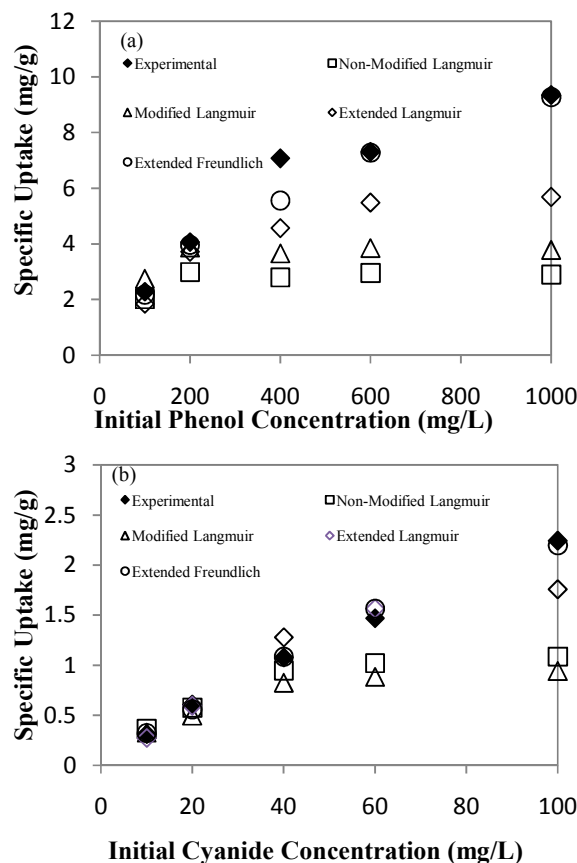 (a)
Experimental
Non-Modified Langmuir
Modified Langmuir
Extended Langmuir
Extended Freundlich
Specific Uptake (mg/g)
12
10
8
6
4
2
0
0 200 400 600 800 1000
Initial Phenol Concentration (mg/L)
(b)
Experimental
Non-Modified Langmuir
Modified Langmuir
Extended Langmuir
Extended Freundlich
Specific Uptake (mg/g)
3
2.5
2
1.5
1
0.5
0
0 20 40 60 80 100
Initial Cyanide Concentration (mg/L)